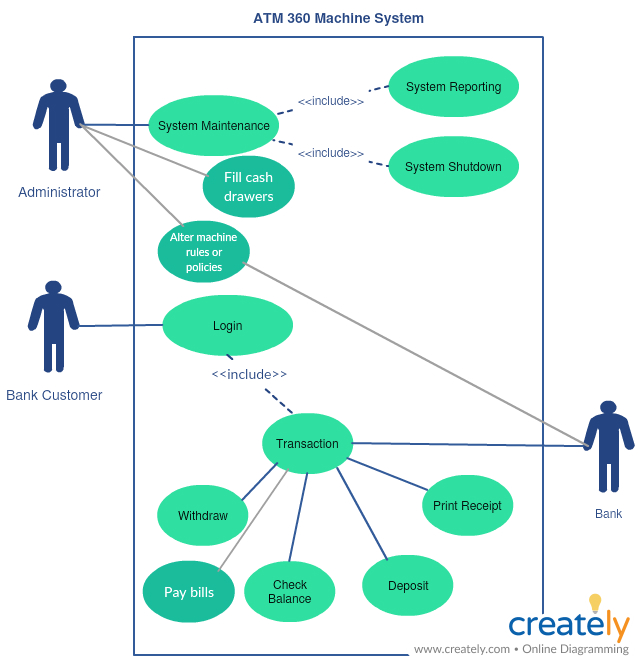 ATM 360 Machine System
System Reporting
<<include>>
System Maintenance
<<include>>
System Shutdown
Fill cash
drawers
Administrator
Alter machine
rules or
policies
Login
<<include>>
Bank Customer
Transaction
Print Receipt
Withdraw
Bank
Pay bills
Check
Balance
Deposit
creately
www.creately.com • Online Diagramming